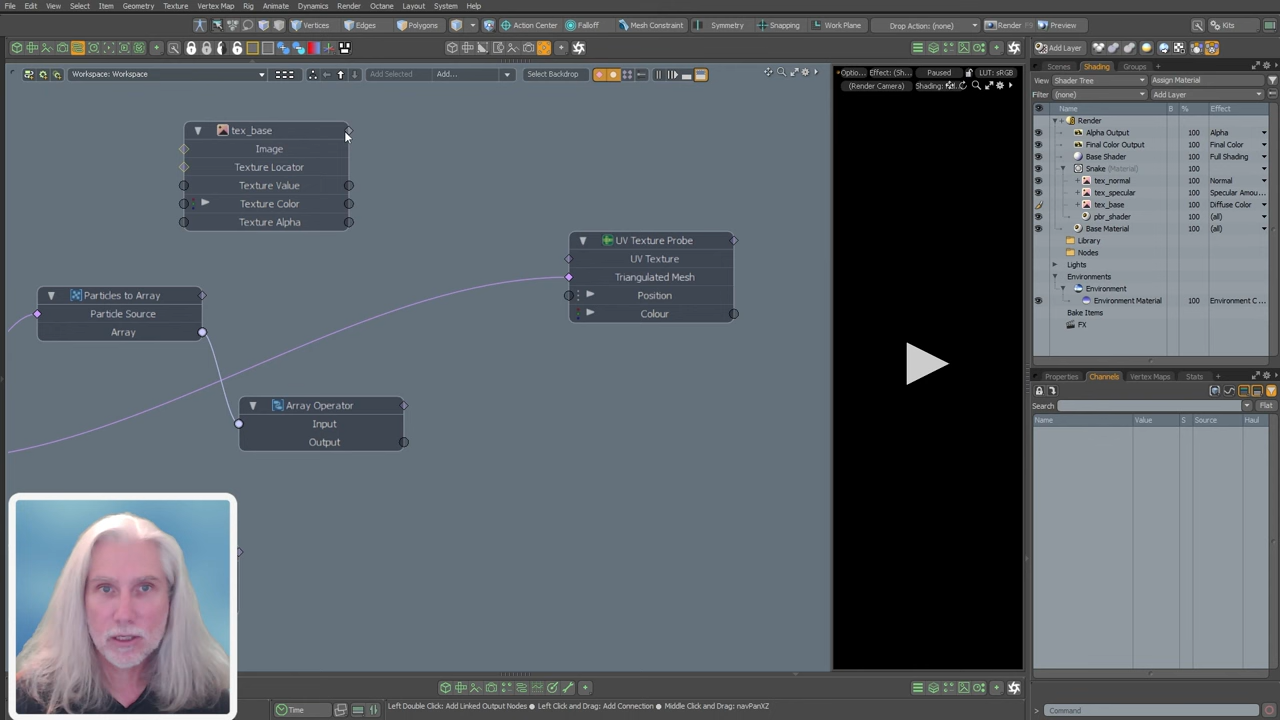 File Edit View Select Item Geometry Texture Vertex Map Rig Animate Dynamics Render Octane Layout System Help
Vertices Edges Polygons Action Center Falloff Mesh Constraint Symmetry Snapping Work Plane Drop Action: (none) Render Preview Kits
Add Layer
Workspace: Workspace Add Selected Add... Select Backdrop
Optio... Effect: (Sh... Paused LUT: sRGB
(Render Camera)
Scenes Shading Groups
View Shader Tree Assign Material
Filter (none) Add Layer
Name B % Effect
Render
Alpha Output 100 Alpha
Final Color Output 100 Final Color
Base Shader 100 Full Shading
Snake (Material) 100
tex_normal 100 Normal
tex_specular 100 Specular Amou...
tex_base 100 Diffuse Color
pbr_shader 100 (all)
Base Material 100 (all)
Library
Nodes
Lights
Environments
Environment
Environment Material 100 Environment C...
Bake Items
FX
tex_base
Image
Texture Locator
Texture Value
Texture Color
Texture Alpha
UV Texture Probe
UV Texture
Triangulated Mesh
Position
Colour
Particles to Array
Particle Source
Array
Array Operator
Input
Output
Properties Channels Vertex Maps Stats
Flat
Search
Name Value S Source Haul
Time
Left Double Click: Add Linked Output Nodes ● Left Click and Drag: Add Connection ● Middle Click and Drag: navPanXZ
Command